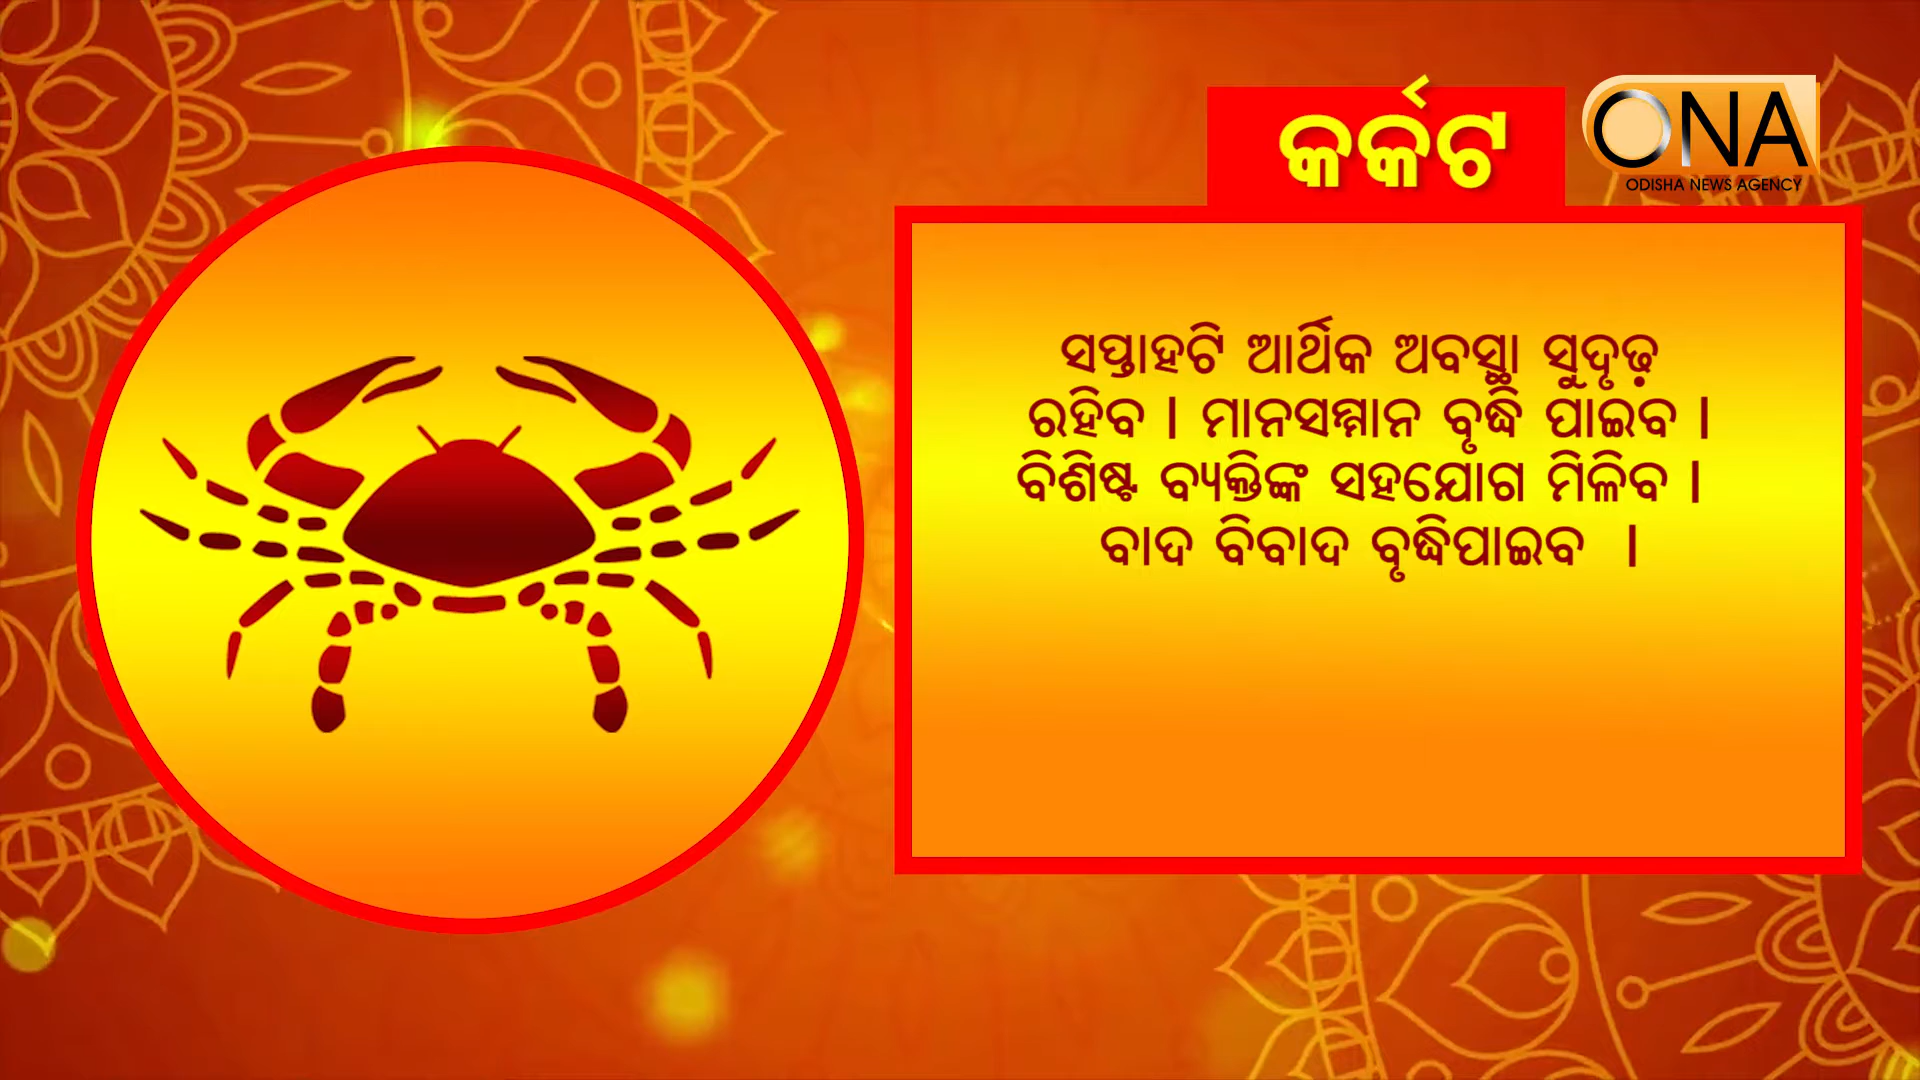 କର୍କଟ
ONA
ODISHA NEWS AGENCY
ସପ୍ତାହଟି ଆର୍ଥିକ ଅବସ୍ଥା ସୁଦୃଢ଼
ରହିବ । ମାନସମ୍ମାନ ବୃଦ୍ଧି ପାଇବ ।
ବିଶିଷ୍ଟ ବ୍ୟକ୍ତିଙ୍କ ସହଯୋଗ ମିଳିବ ।
ବାଦ ବିବାଦ ବୃଦ୍ଧିପାଇବ ।